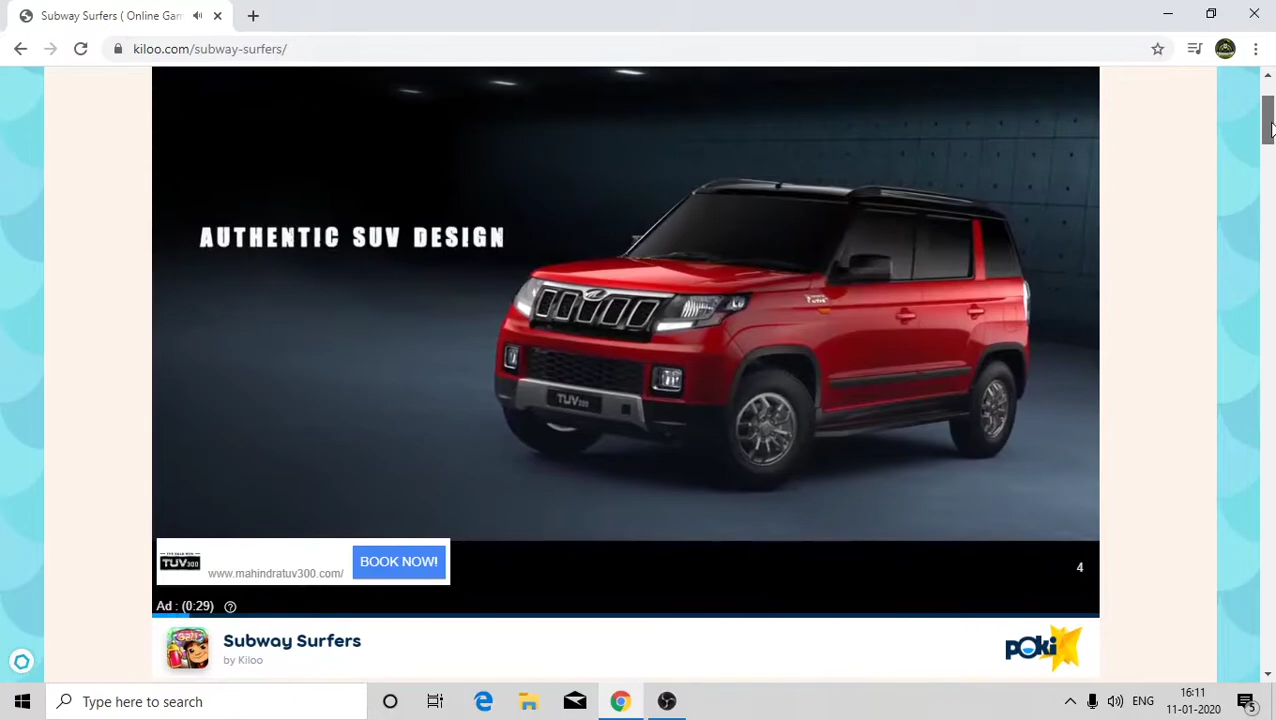 Subway Surfers ( Online Gam
kiloo.com/subway-surfers/
AUTHENTIC SUV DESIGN
TUV300
TUV300
www.mahindratuv300.com/
BOOK NOW!
4
Ad : (0:29)
Subway Surfers
by Kiloo
poki
Type here to search
ENG
16:11
11-01-2020
5